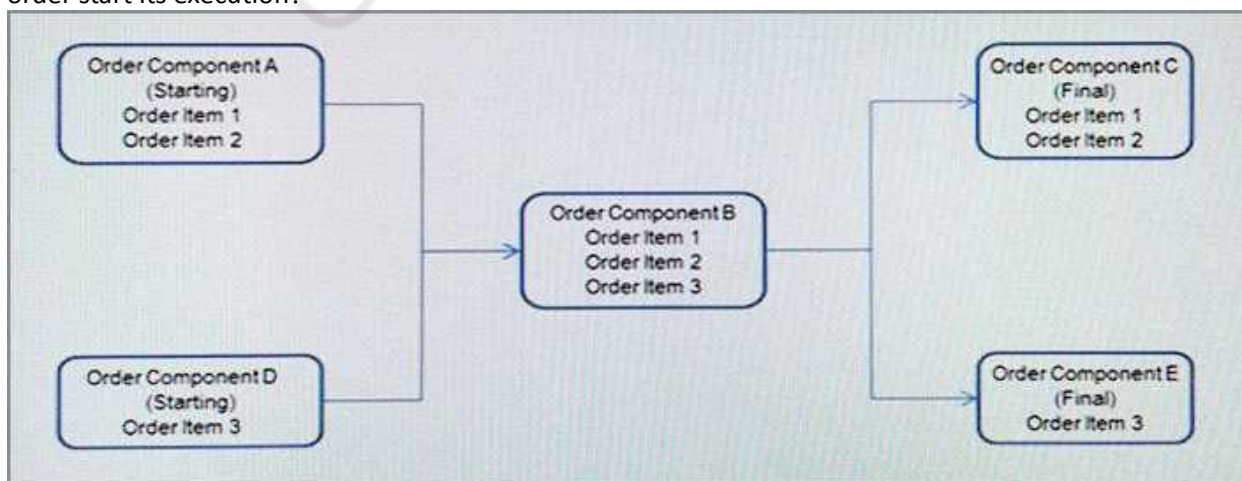 order start its execution?
Order Component A
(Starting)
Order Item 1
Order Item 2
Order Component D
(Starting)
Order Item 3
Order Component B
Order Item 1
Order Item 2
Order Item 3
Order Component C
(Final)
Order Item 1
Order Item 2
Order Component E
(Final)
Order Item 3